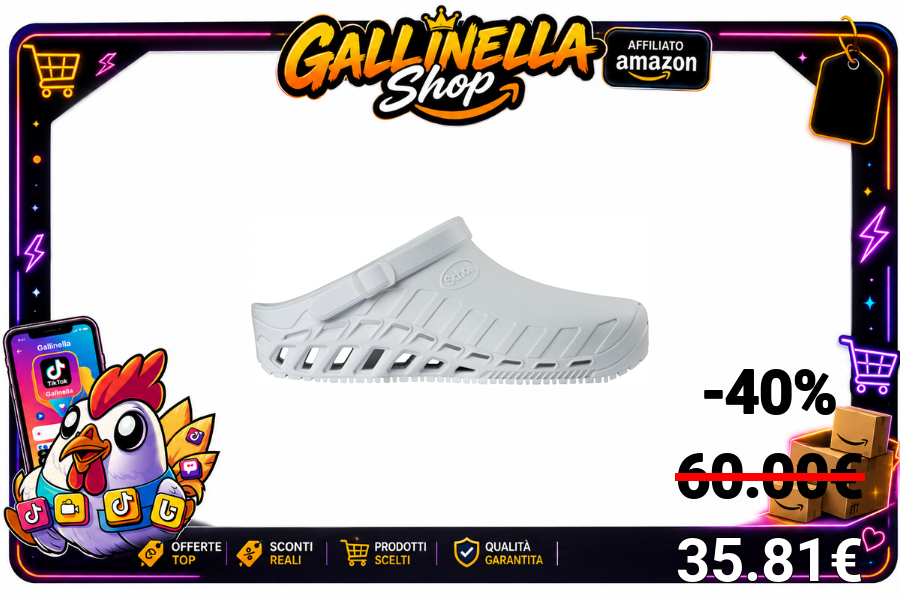 GALLINELLA
Shop
AFFILIATO
amazon
Scholl
Gallinella
TikTok
Gallinella
-40%
60.00€
35.81€
OFFERTE
TOP
SCONTI
REALI
PRODOTTI
SCELTI
QUALITÀ
GARANTITA